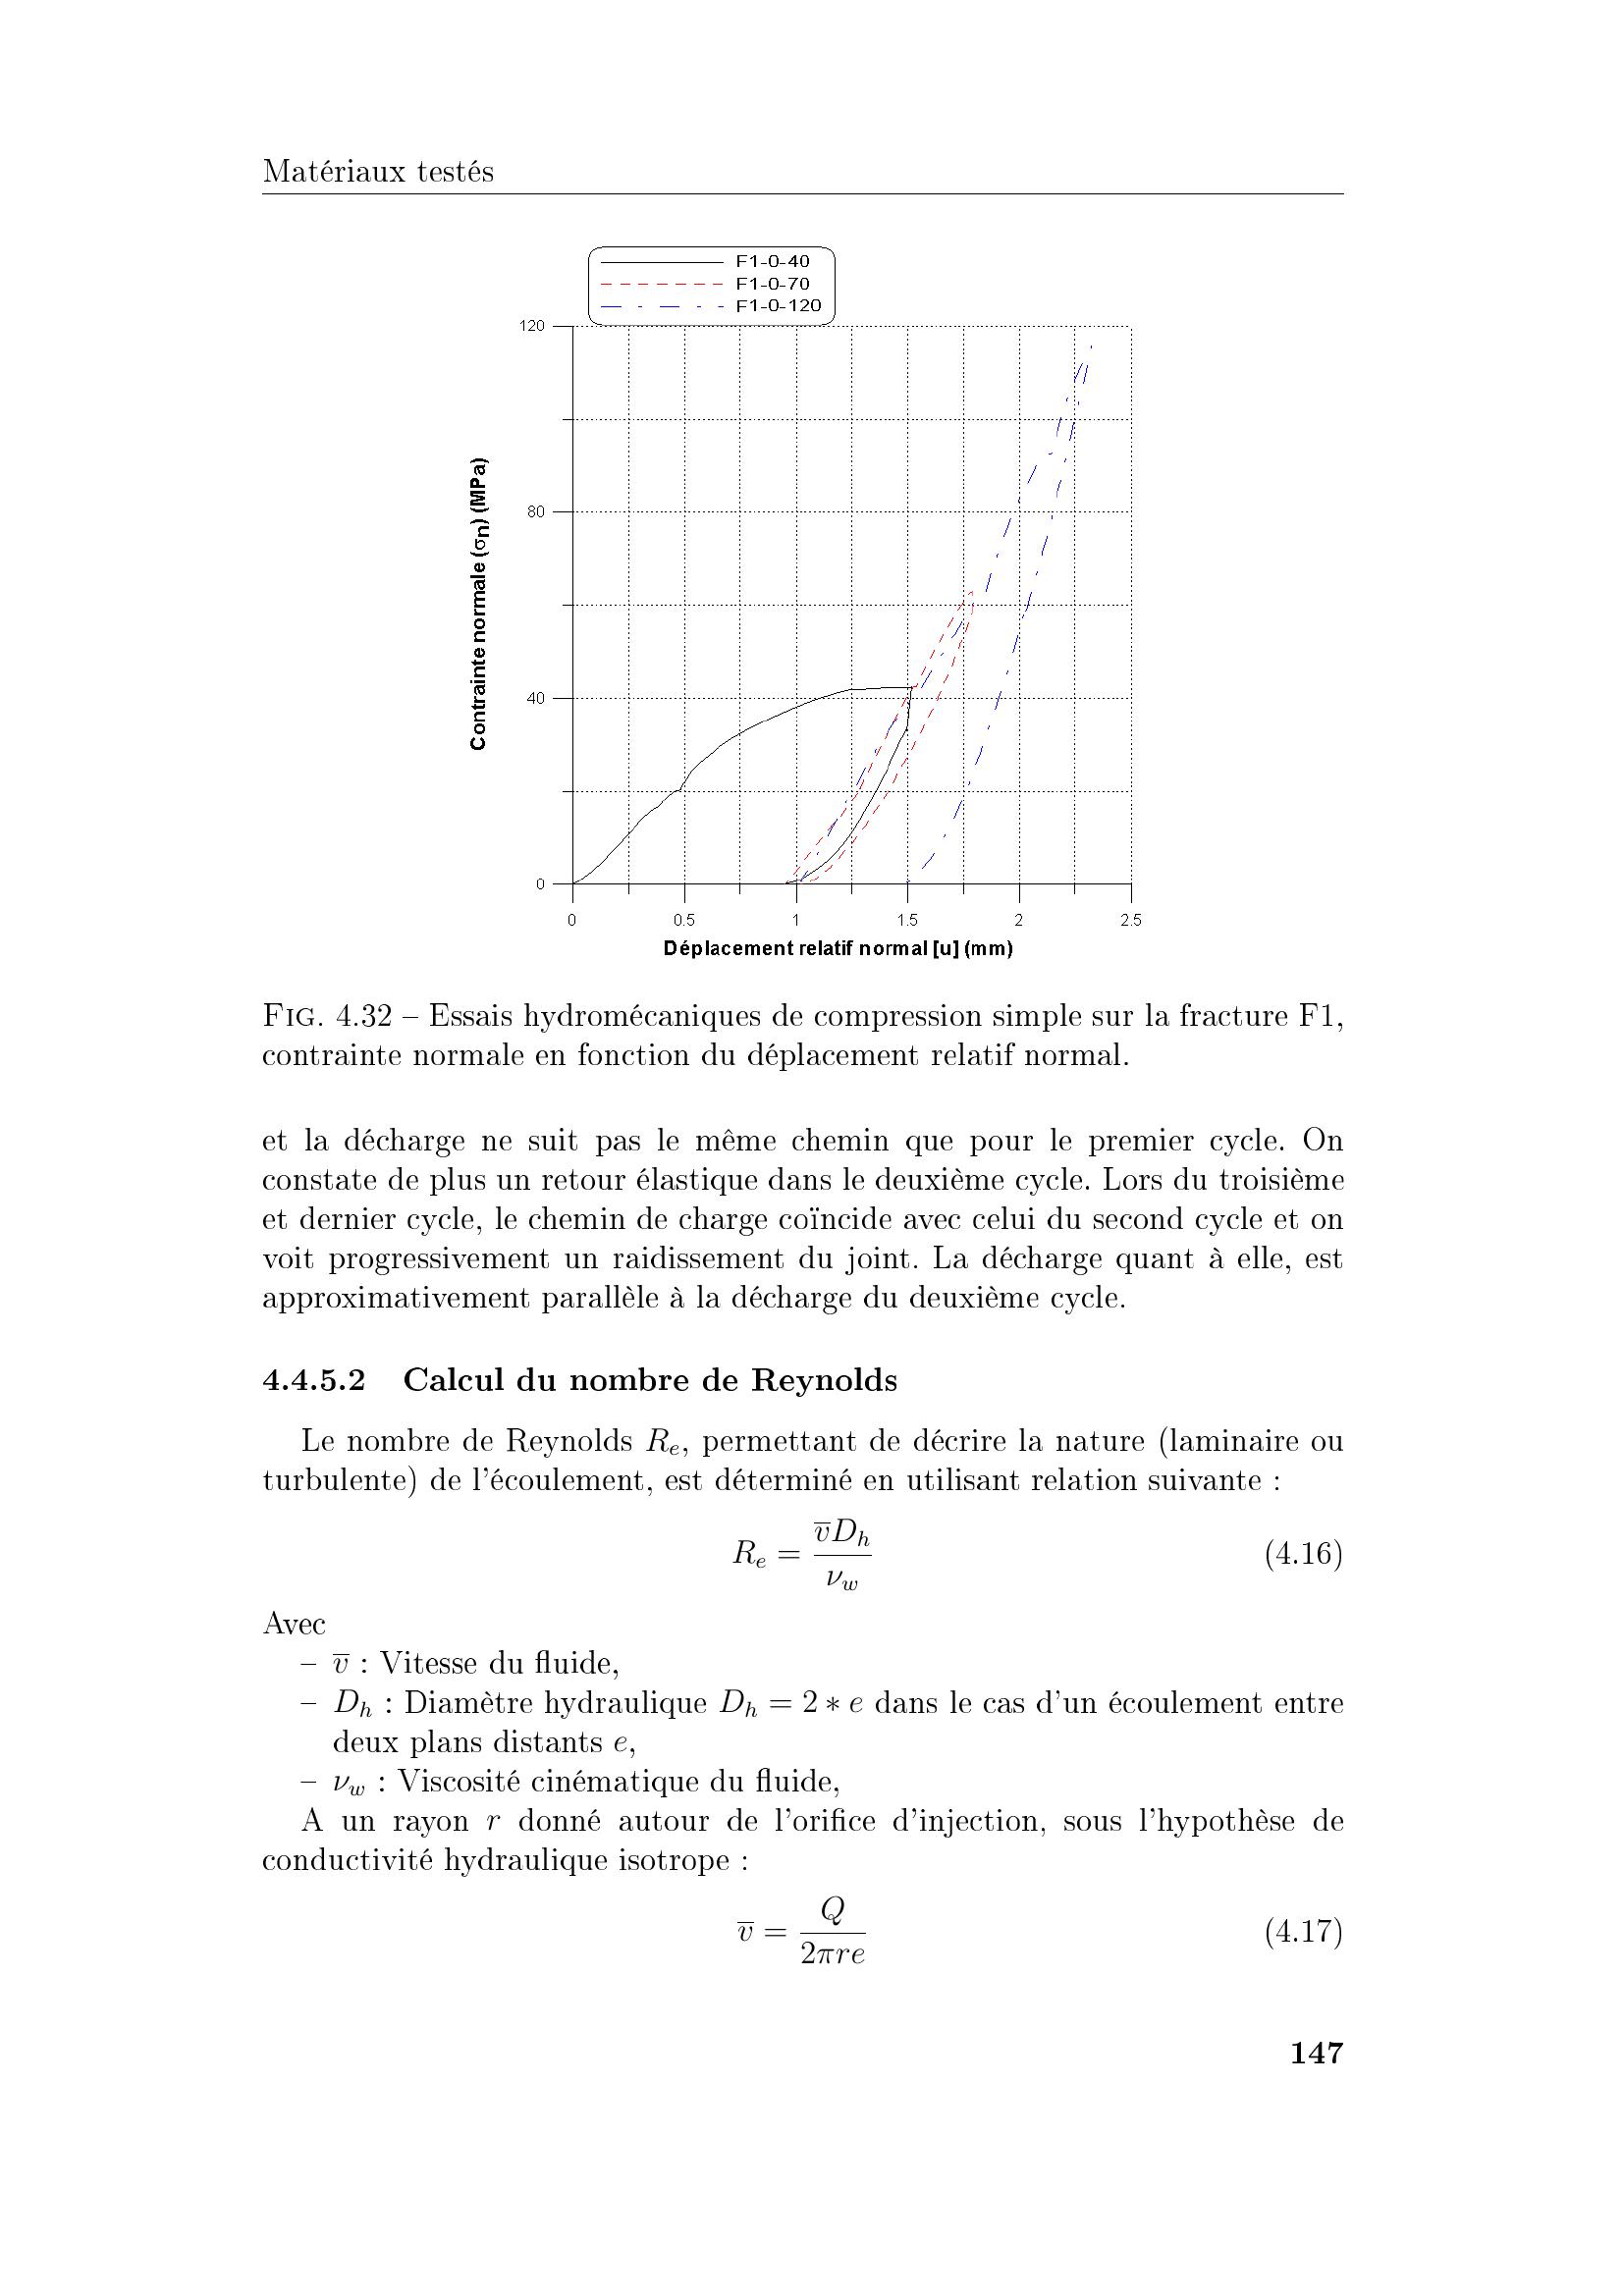 Matériaux testés
F1-0-40
F1-0-70
F1-0-120
120
80
40
0
Contrainte normale (σn) (MPa)
0 0.5 1 1.5 2 2.5
Déplacement relatif normal [u] (mm)
FIG. 4.32 – Essais hydromécaniques de compression simple sur la fracture F1,
contrainte normale en fonction du déplacement relatif normal.
et la décharge ne suit pas le même chemin que pour le premier cycle. On
constate de plus un retour élastique dans le deuxième cycle. Lors du troisième
et dernier cycle, le chemin de charge coïncide avec celui du second cycle et on
voit progressivement un raidissement du joint. La décharge quant à elle, est
approximativement parallèle à la décharge du deuxième cycle.
4.4.5.2 Calcul du nombre de Reynolds
Le nombre de Reynolds Rₑ, permettant de décrire la nature (laminaire ou
turbulente) de l'écoulement, est déterminé en utilisant relation suivante :
$R_e = \frac{\overline{v} D_h}{\nu_w}$ (4.16)
Avec
– $\overline{v}$ : Vitesse du fluide,
– $D_h$ : Diamètre hydraulique $D_h = 2 * e$ dans le cas d'un écoulement entre
deux plans distants e,
– $\nu_w$ : Viscosité cinématique du fluide,
A un rayon r donné autour de l'orifice d'injection, sous l'hypothèse de
conductivité hydraulique isotrope :
$\overline{v} = \frac{Q}{2\pi r e}$ (4.17)
147